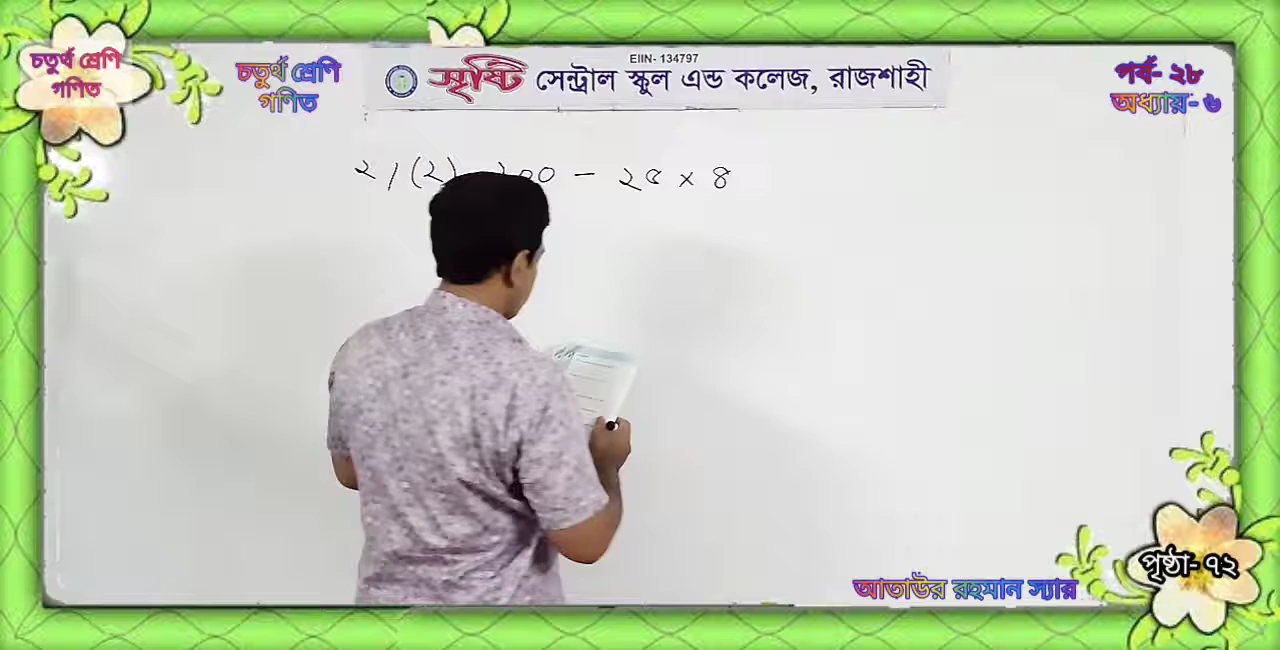 চতুর্থ শ্রেণি
গণিত
চতুর্থ শ্রেণি
গণিত
EIIN- 134797
সৃষ্টি সেন্ট্রাল স্কুল এন্ড কলেজ, রাজশাহী
পর্ব- ২৮
অধ্যায়- ৬
২/(২) ২০০ − ২৫ × ৪
আতাউর রহমান স্যার
পৃষ্ঠা- ৭২